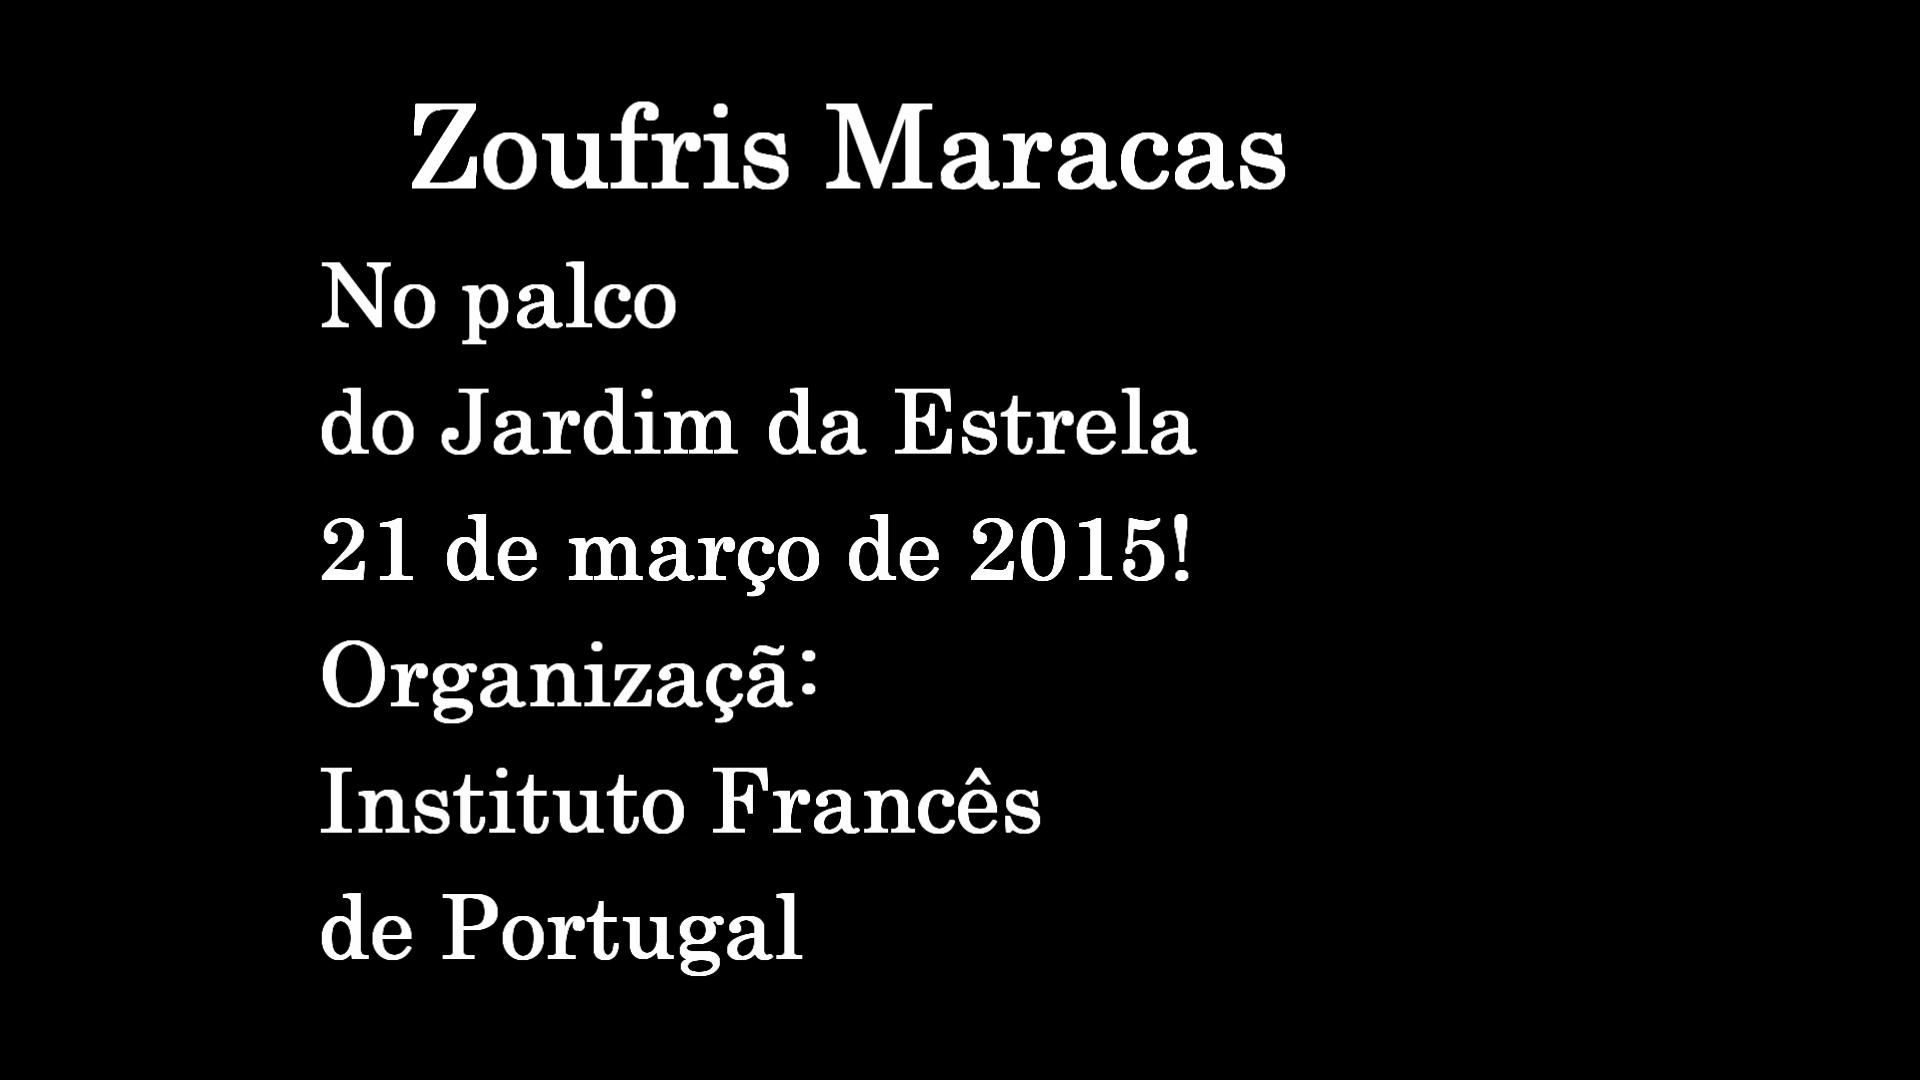 Zoufris Maracas
No palco
do Jardim da Estrela
21 de março de 2015!
Organizaçã:
Instituto Francês
de Portugal